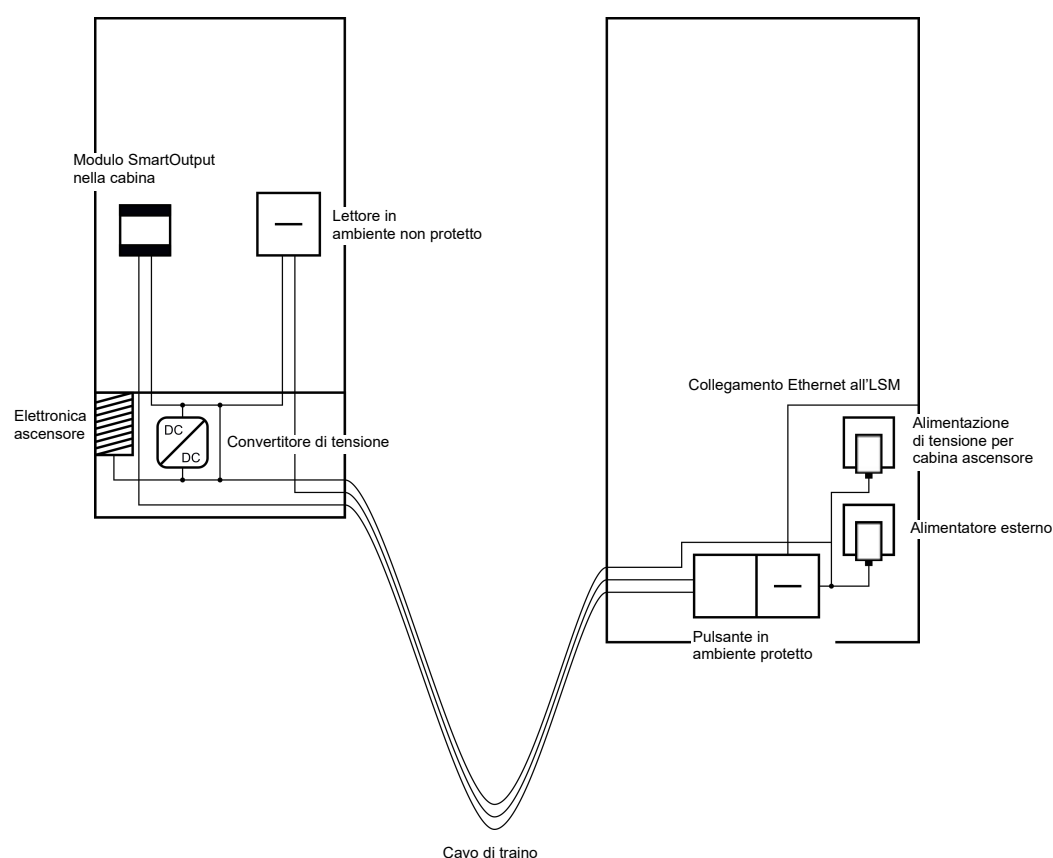 Modulo SmartOutput
nella cabina
Lettore in
ambiente non protetto
Elettronica
ascensore
DC
DC
Convertitore di tensione
Collegamento Ethernet all'LSM
Alimentazione
di tensione per
cabina ascensore
Alimentatore esterno
Pulsante in
ambiente protetto
Cavo di traino